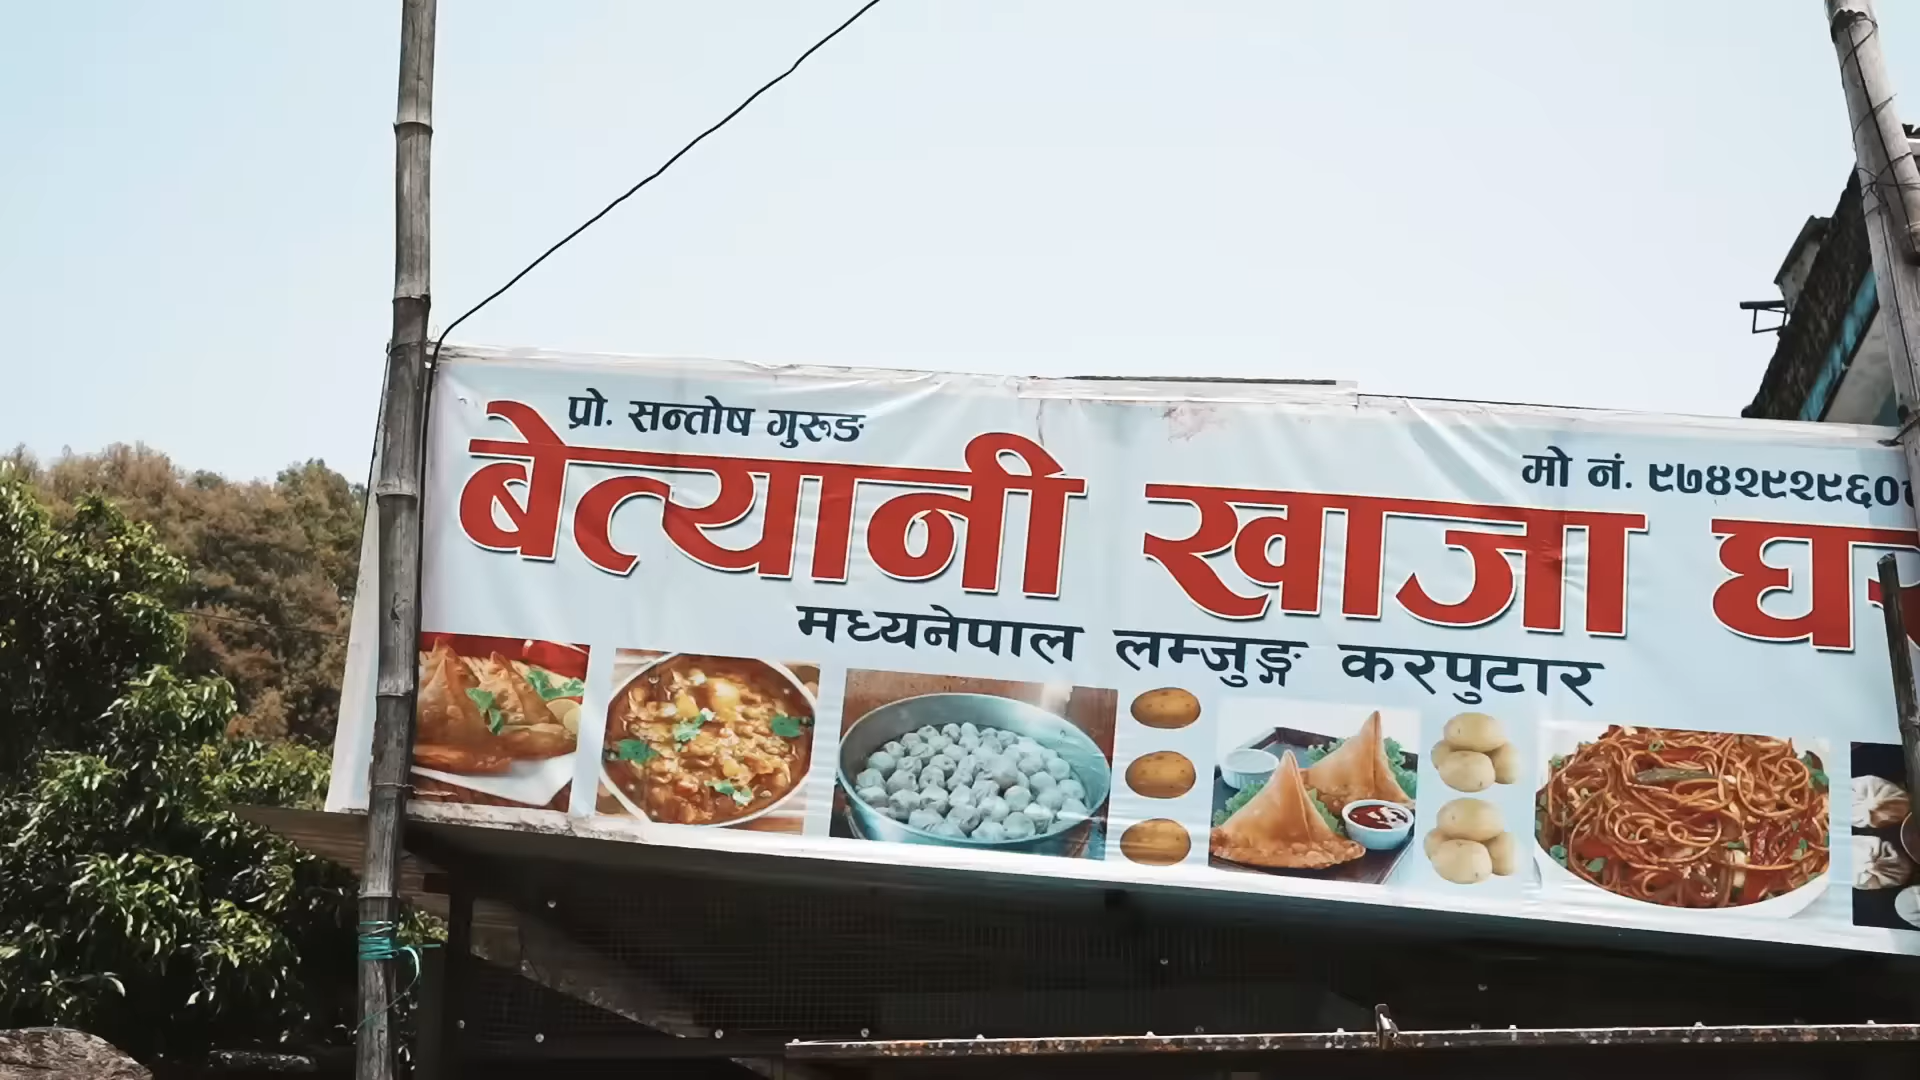 प्रो. सन्तोष गुरुङ
मो नं. ९७४२९२९६०
बेत्यानी खाजा घर
मध्यनेपाल लम्जुङ्ग करपुटार